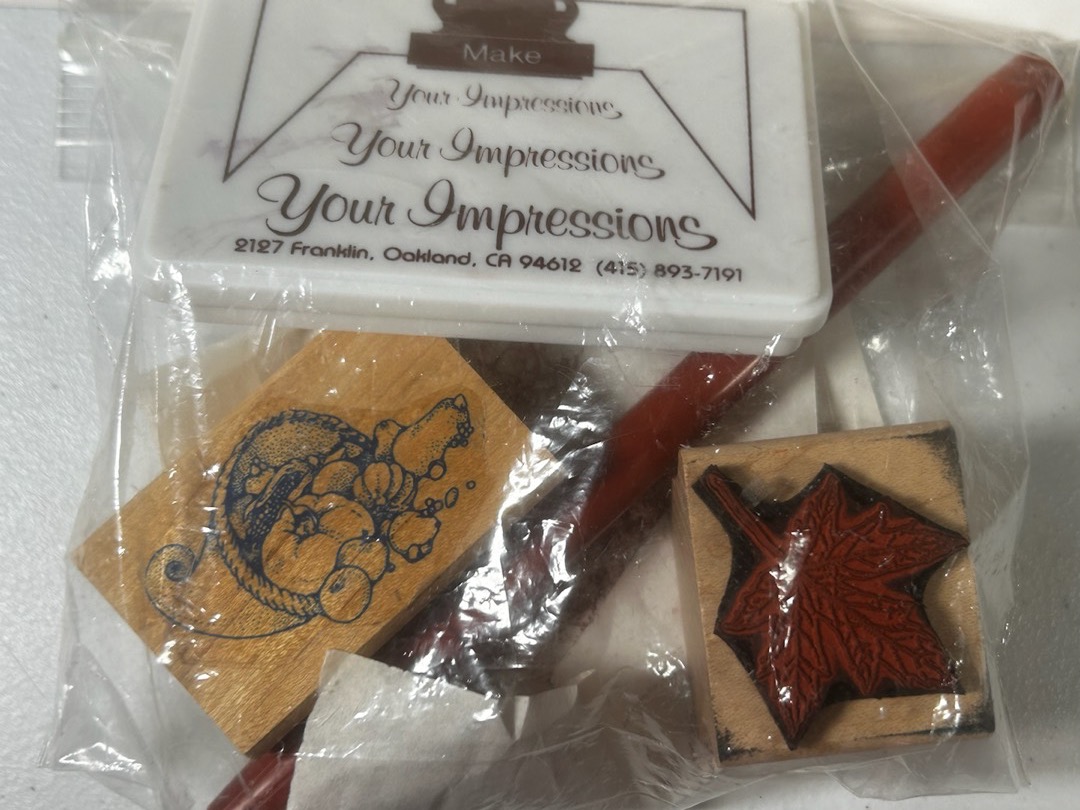 Make
Your Impressions
Your Impressions
Your Impressions
2127 Franklin, Oakland, CA 94612 (415) 893-7191